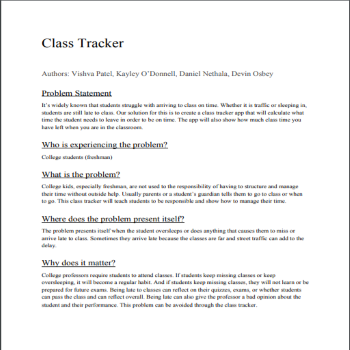 Class Tracker
Authors: Vishva Patel, Kayley O'Donnell, Daniel Nethala, Devin Osbey
Problem Statement
It's widely known that students struggle with arriving to class on time. Whether it is traffic or sleeping in,
students are still late to class. Our solution for this is to create a class tracker app that will calculate what
time the student needs to leave in order to be on time. The app will also show how much class time you
have left when you are in the classroom.
Who is experiencing the problem?
College students (freshman)
What is the problem?
College kids, especially freshman, are not used to the responsibility of having to structure and manage
their time without outside help. Usually parents or a student's guardian tells them to go to class or when
to go. This class tracker will teach students to be responsible and show how to manage their time.
Where does the problem present itself?
The problem presents itself when the student oversleeps or does anything that causes them to miss or
arrive late to class. Sometimes they arrive late because the classes are far and street traffic can add to the
delay.
Why does it matter?
College professors require students to attend classes. If students keep missing classes or keep
oversleeping, it will become a regular habit. And if students keep missing classes, they will not learn or be
prepared for future exams. Being late to class can reflect on their quizzes, exams, or whether students
can pass the class and can reflect overall. Being late can also give the professor a bad opinion about the
student and their performance. This problem can be avoided through the class tracker.